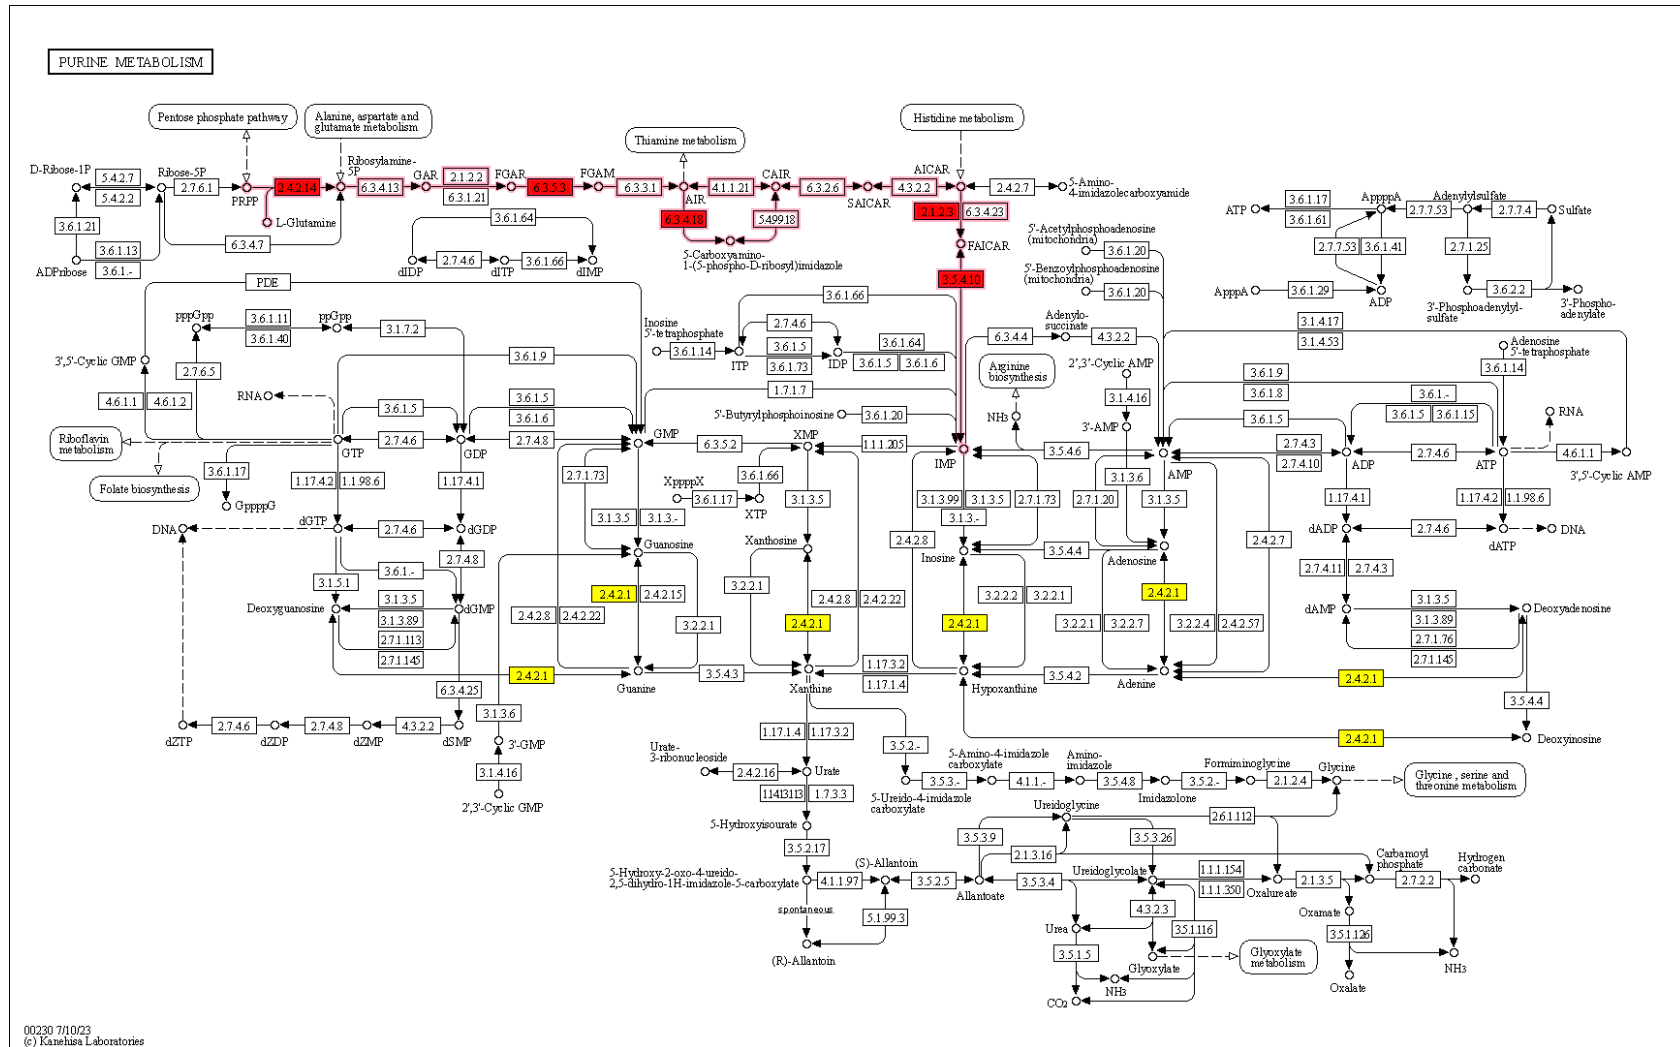 PURINE METABOLISM
Pentose phosphate pathway
Alanine, aspartate and
glutamate metabolism
Thiamine metabolism
Histidine metabolism
D-Ribose-1P
5.4.2.7
5.4.2.2
Ribose-5P
2.7.6.1
PRPP
2.4.2.14
Ribosylamine-
5P
6.3.4.13
GAR
2.1.2.2
6.3.1.21
FGAR
6.3.5.3
FGAM
6.3.3.1
AIR
4.1.1.21
CAIR
6.3.2.6
SAICAR
4.3.2.2
AICAR
2.4.2.7
5-Amino-
4-imidazolecarboxyamide
L-Glutamine
6.3.4.18
5.4.99.18
5-Carboxyamino-
1-(5-phospho-D-ribosyl)imidazole
2.1.2.3
6.3.4.23
FAICAR
3.5.4.10
3.6.1.21
3.6.1.13
3.6.1.-
ADPribose
6.3.4.7
3.6.1.64
dIDP
2.7.4.6
dITP
3.6.1.66
dIMP
5'-Acetylphosphoadenosine
(mitochondria)
3.6.1.20
5'-Benzoylphosphoadenosine
(mitochondria)
3.6.1.20
ATP
3.6.1.17
3.6.1.61
AppppA
2.7.7.53
Adenylylsulfate
2.7.7.4
Sulfate
2.7.7.53
3.6.1.41
2.7.1.25
ApppA
3.6.1.29
ADP
3.6.2.2
3'-Phosphoadenylyl-
sulfate
3'-Phospho-
adenylate
PDE
pppGpp
3.6.1.11
3.6.1.40
ppGpp
3.1.7.2
3',5'-Cyclic GMP
2.7.6.5
3.6.1.9
4.6.1.1
4.6.1.2
RNA
3.6.1.5
3.6.1.5
3.6.1.6
Riboflavin
metabolism
GTP
2.7.4.6
GDP
2.7.4.8
GMP
Folate biosynthesis
3.6.1.17
GppppG
3.6.1.66
Inosine
5'-tetraphosphate
3.6.1.14
ITP
2.7.4.6
3.6.1.5
3.6.1.73
IDP
3.6.1.64
3.6.1.5
3.6.1.6
1.7.1.7
5'-Butyrylphosphoinosine
3.6.1.20
6.3.4.4
Adenylo-
succinate
4.3.2.2
Arginine
biosynthesis
NH3
2',3'-Cyclic AMP
3.1.4.16
3'-AMP
3.1.4.17
3.1.4.53
Adenosine
5'-tetraphosphate
3.6.1.14
3.6.1.9
3.6.1.8
3.6.1.5
3.6.1.-
3.6.1.5
3.6.1.15
RNA
6.3.5.2
XMP
1.1.1.205
IMP
3.5.4.6
AMP
2.7.4.3
2.7.4.10
ADP
2.7.4.6
ATP
4.6.1.1
3',5'-Cyclic AMP
1.17.4.2
1.1.98.6
1.17.4.1
2.7.1.73
XppppX
3.6.1.17
XTP
3.6.1.66
3.1.3.5
3.1.3.99
3.1.3.5
2.7.1.73
3.1.3.-
2.7.1.20
3.1.3.6
3.1.3.5
1.17.4.1
1.17.4.2
1.1.98.6
DNA
dGTP
2.7.4.6
dGDP
3.1.3.5
3.1.3.-
Xanthosine
2.4.2.8
Inosine
3.5.4.4
Adenosine
2.4.2.7
dADP
2.7.4.6
dATP
DNA
Guanosine
2.7.4.8
3.6.1.-
3.1.5.1
Deoxyguanosine
3.1.3.5
3.1.3.89
2.7.1.113
2.7.1.145
dGMP
2.4.2.8
2.4.2.22
2.4.2.1
2.4.2.15
3.2.2.1
3.2.2.1
2.4.2.8
2.4.2.22
2.4.2.1
2.4.2.1
3.2.2.2
3.2.2.1
3.2.2.1
3.2.2.7
2.4.2.1
3.2.2.4
2.4.2.57
2.7.4.11
2.7.4.3
dAMP
3.1.3.5
3.1.3.89
2.7.1.76
2.7.1.145
Deoxyadenosine
2.4.2.1
Guanine
3.5.4.3
Xanthine
1.17.3.2
1.17.1.4
Hypoxanthine
3.5.4.2
Adenine
2.4.2.1
3.5.4.4
6.3.4.25
dZTP
2.7.4.6
dZDP
2.7.4.8
dZMP
4.3.2.2
dSMP
3.1.3.6
3'-GMP
3.1.4.16
2',3'-Cyclic GMP
2.4.2.1
Deoxyinosine
1.17.1.4
1.17.3.2
3.5.2.-
Urate-
3-ribonucleoside
2.4.2.16
Urate
1.14.13.113
1.7.3.3
3.5.3.-
5-Amino-4-imidazole
carboxylate
4.1.1.-
Amino-
imidazole
3.5.4.8
Imidazolone
3.5.2.-
Formiminoglycine
2.1.2.4
Glycine
Glycine, serine and
threonine metabolism
5-Ureido-4-imidazole
carboxylate
5-Hydroxyisourate
3.5.2.17
5-Hydroxy-2-oxo-4-ureido-
2,5-dihydro-1H-imidazole-5-carboxylate
4.1.1.97
(S)-Allantoin
3.5.2.5
Allantoate
3.5.3.9
Ureidoglycine
2.6.1.112
2.1.3.16
3.5.3.26
3.5.3.4
Ureidoglycolate
1.1.1.154
1.1.1.350
Oxalureate
2.1.3.5
Carbamoyl
phosphate
2.7.2.2
Hydrogen
carbonate
spontaneous
5.1.99.3
(R)-Allantoin
Urea
4.3.2.3
3.5.1.116
3.5.1.5
Glyoxylate
Glyoxylate
metabolism
NH3
CO2
Oxamate
3.5.1.126
Oxalate
NH3
00230 7/10/23
(c) Kanehisa Laboratories